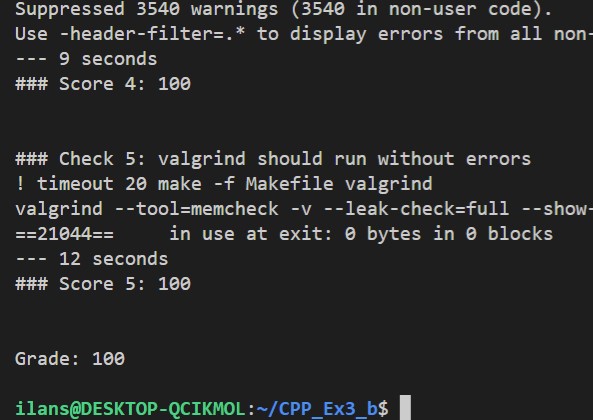 Suppressed 3540 warnings (3540 in non-user code).
Use -header-filter=.* to display errors from all non-
--- 9 seconds
### Score 4: 100
### Check 5: valgrind should run without errors
! timeout 20 make -f Makefile valgrind
valgrind --tool=memcheck -v --leak-check=full --show-
==21044==     in use at exit: 0 bytes in 0 blocks
--- 12 seconds
### Score 5: 100
Grade: 100
ilans@DESKTOP-QCIKMOL:~/CPP_Ex3_b$